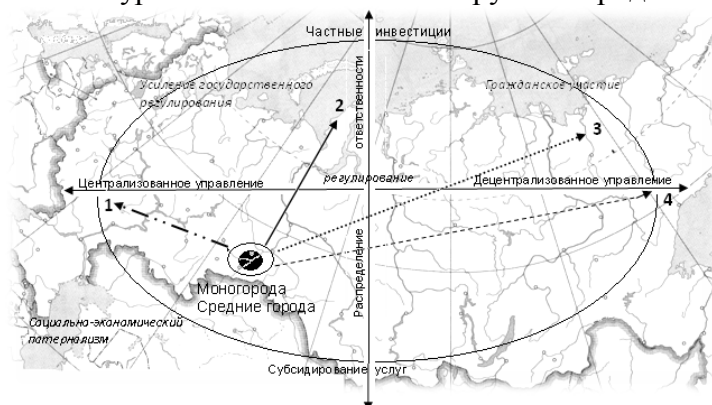 Частные инвестиции
Усиление государственного
регулирования
Гражданское участие
2
ответственности
3
регулирование
Централизованное управление
Децентрализованное управление
1
4
Распределение
Моногорода
Средние города
Социально-эканамический
патернализм
Субсидирование услуг